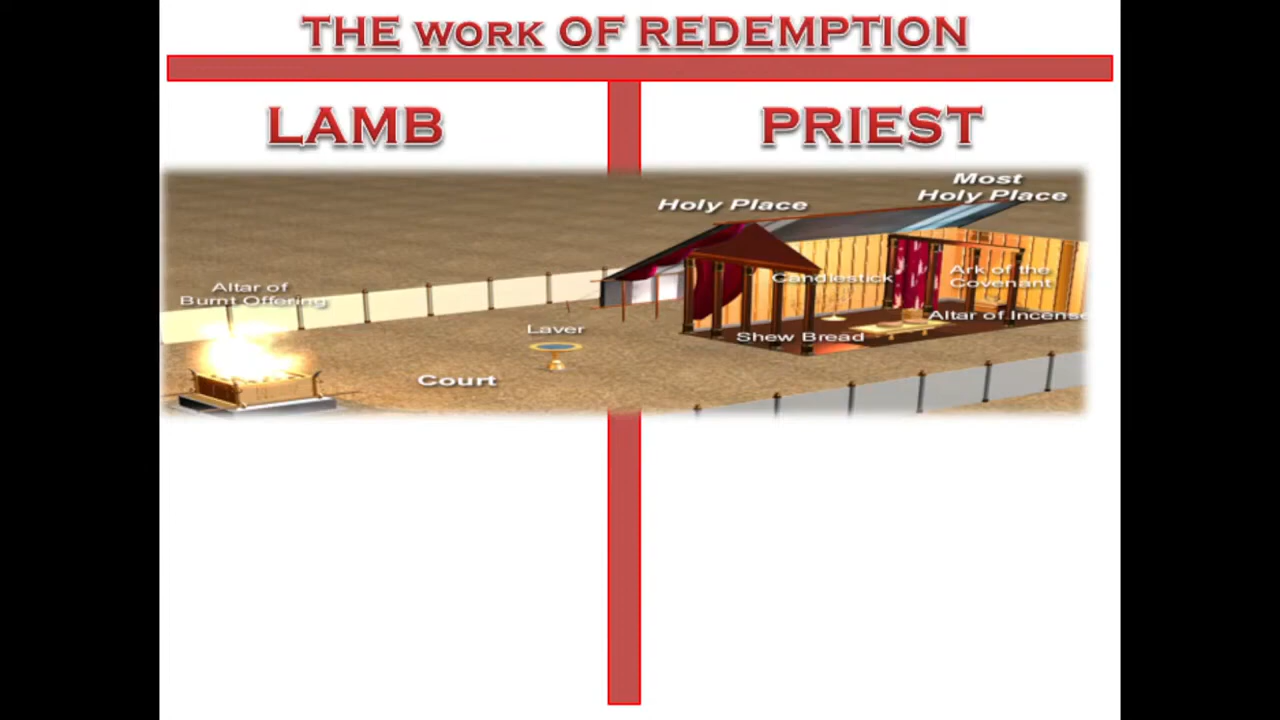 THE work OF REDEMPTION
LAMB
PRIEST
Most
Holy Place
Holy Place
Candlestick
Ark of the
Covenant
Altar of
Burnt Offering
Altar of Incense
Laver
Shew Bread
Court